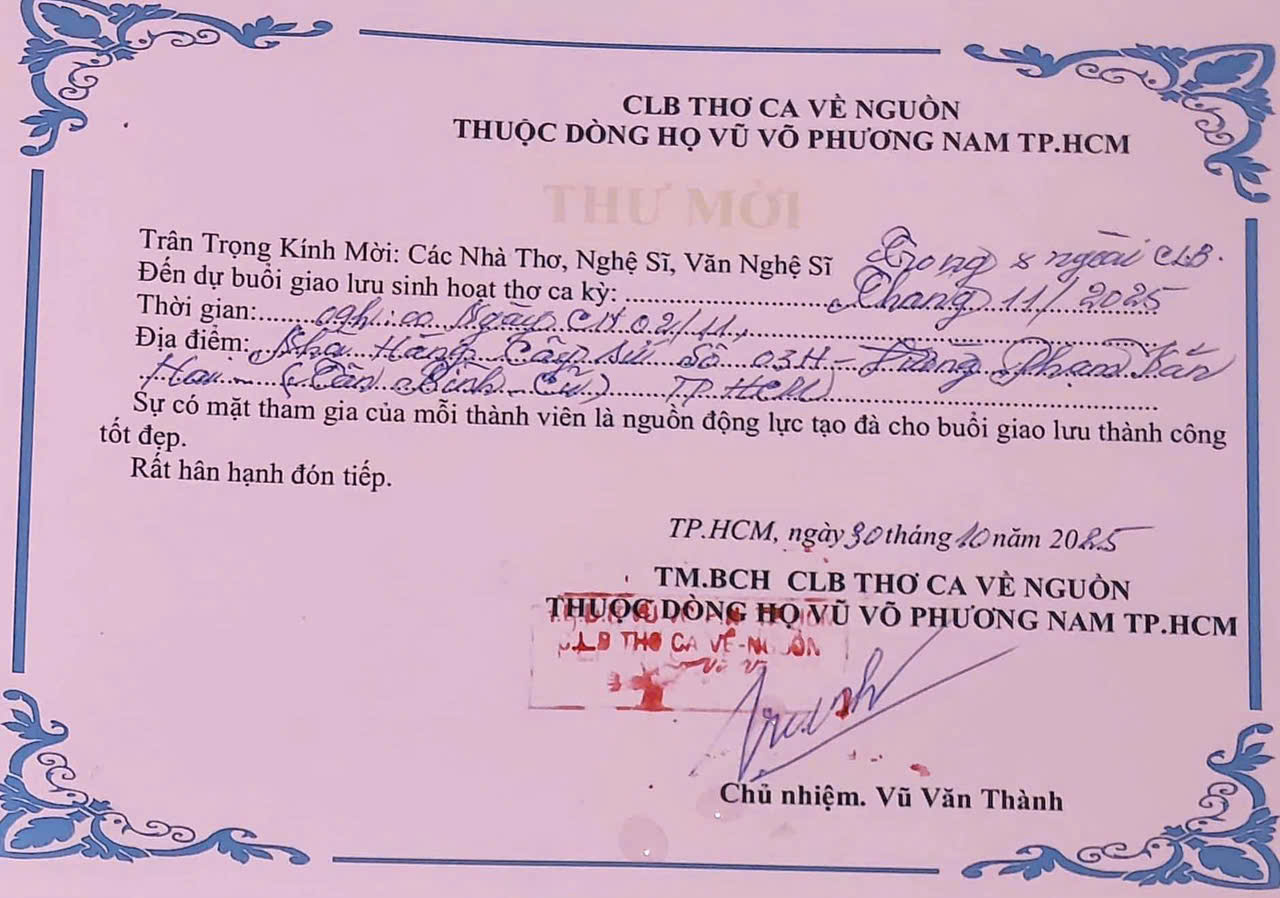 CLB THƠ CA VỀ NGUỒN
THUỘC DÒNG HỌ VŨ VÕ PHƯƠNG NAM TP.HCM
THƯ MỜI
Trân Trọng Kính Mời: Các Nhà Thơ, Nghệ Sĩ, Văn Nghệ Sĩ Trong & ngoài CLB.
Đến dự buổi giao lưu sinh hoạt thơ ca kỳ: Tháng 11/2025
Thời gian: 09h:00 Ngày CN 02/11,
Địa điểm: Nhà Hàng Cây Sứ Số 03H - Đường Phạm Văn
Hai (Tân Bình Cũ) TP HCM
Sự có mặt tham gia của mỗi thành viên là nguồn động lực tạo đà cho buổi giao lưu thành công
tốt đẹp.
Rất hân hạnh đón tiếp.
TP.HCM, ngày 30 tháng 10 năm 2025
TM.BCH CLB THƠ CA VỀ NGUỒN
THUỘC DÒNG HỌ VŨ VÕ PHƯƠNG NAM TP.HCM
CLB THƠ CA VỀ-NGUỒN
Chủ nhiệm. Vũ Văn Thành